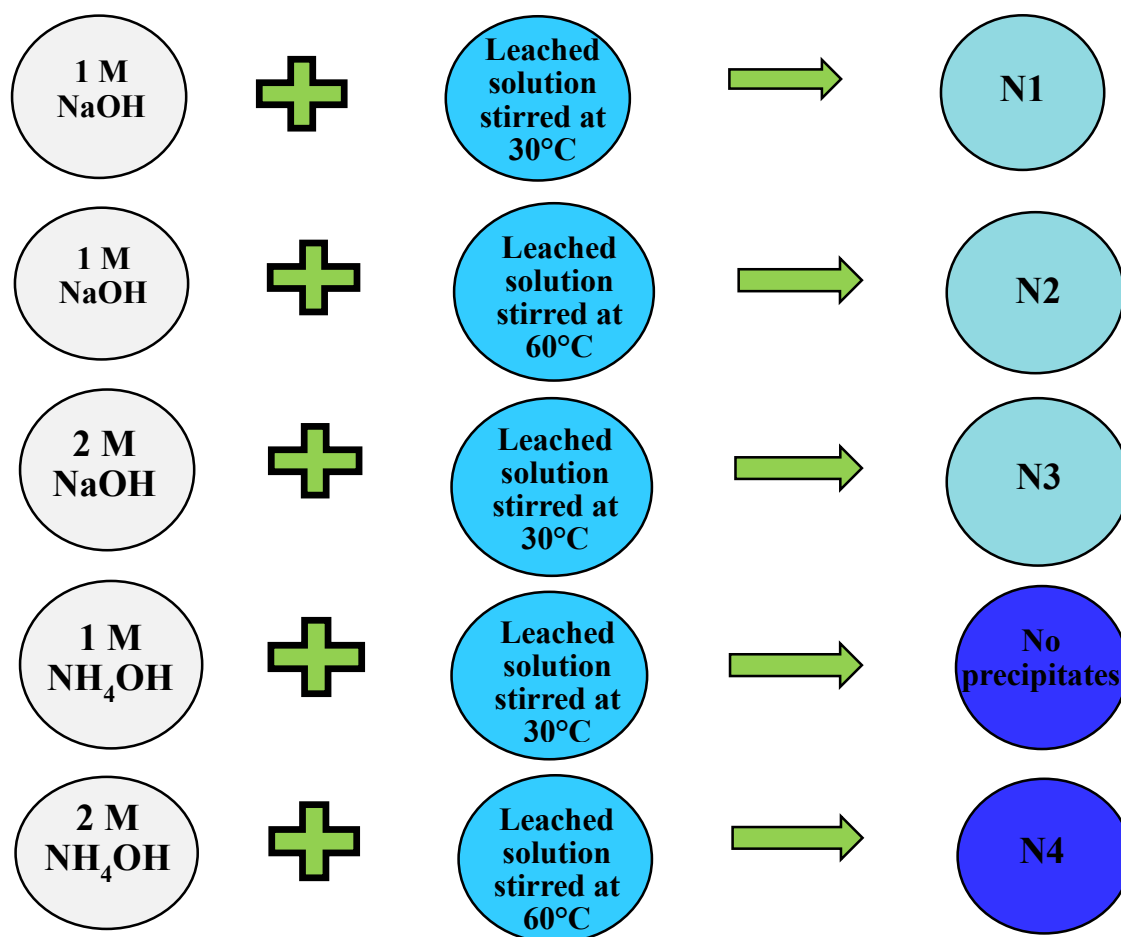 1 M
NaOH
Leached
solution
stirred at
30°C
N1
1 M
NaOH
Leached
solution
stirred at
60°C
N2
2 M
NaOH
Leached
solution
stirred at
30°C
N3
1 M
NH₄OH
Leached
solution
stirred at
30°C
No
precipitates
2 M
NH₄OH
Leached
solution
stirred at
60°C
N4